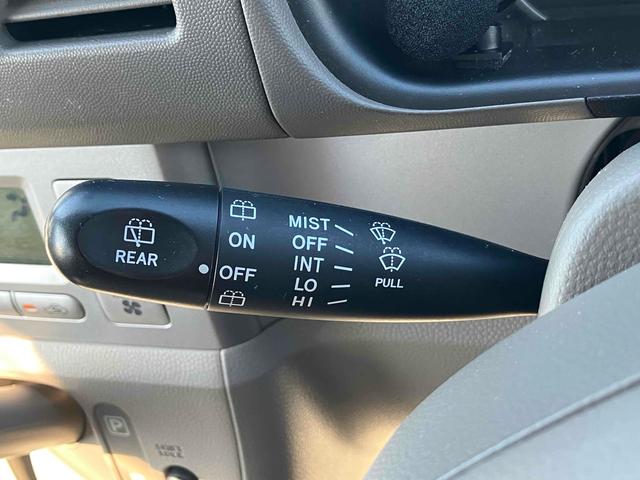 REAR
ON
OFF
MIST
OFF
INT
LO
HI
PULL
P